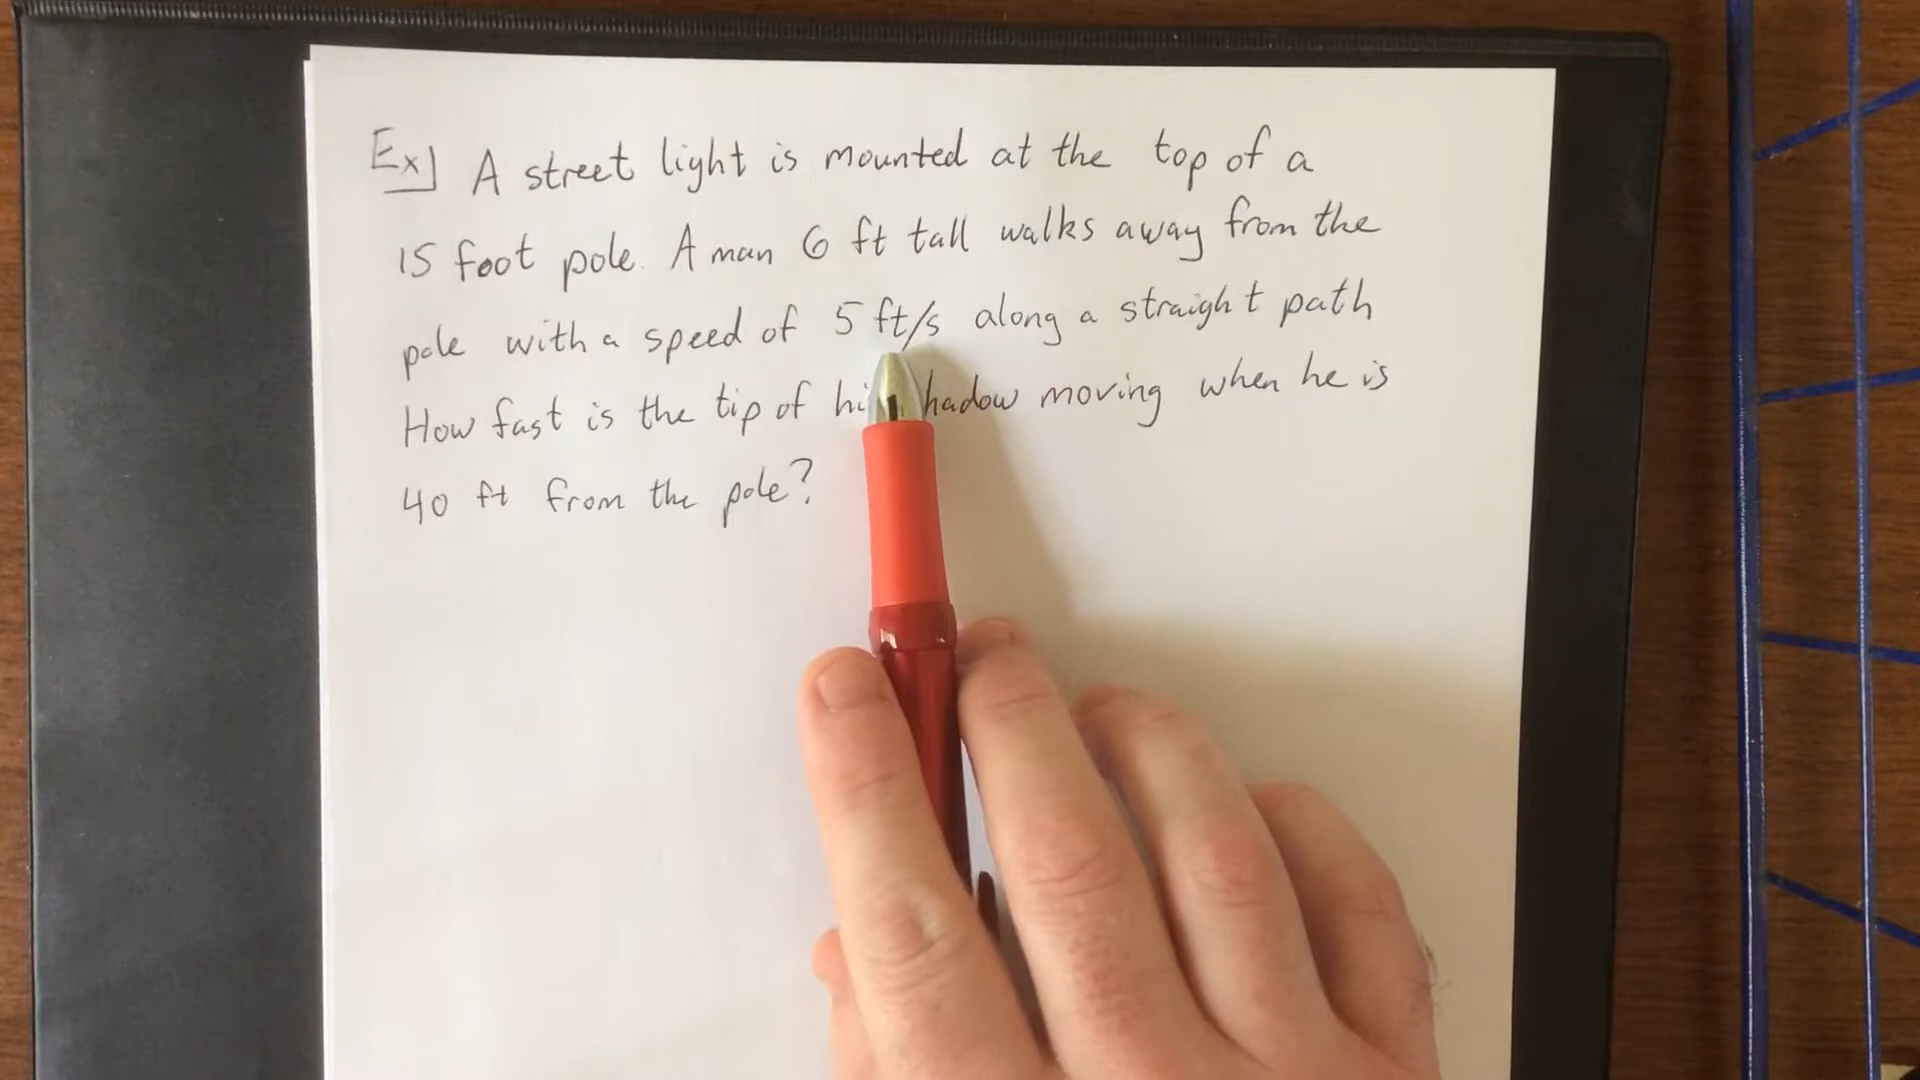 Ex] A street light is mounted at the top of a
15 foot pole. A man 6 ft tall walks away from the
pole with a speed of 5 ft/s along a straight path
How fast is the tip of hi hadow moving when he is
40 ft from the pole?